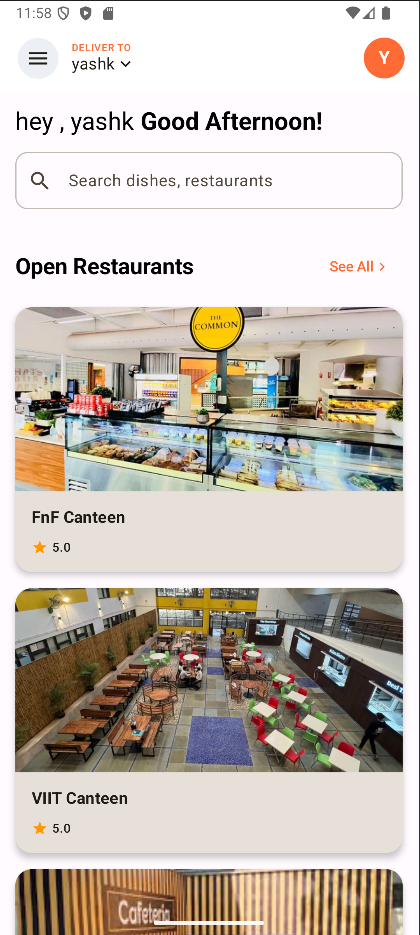 11:58
DELIVER TO
yashk
Y
hey , yashk Good Afternoon!
Search dishes, restaurants
Open Restaurants
See All
THE
COMMON
FnF Canteen
5.0
VIIT Canteen
5.0
Cafeteria